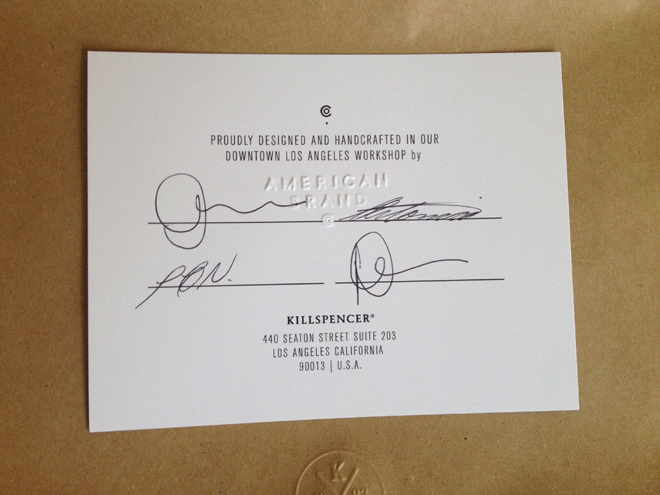 PROUDLY DESIGNED AND HANDCRAFTED IN OUR
DOWNTOWN LOS ANGELES WORKSHOP by
AMERICAN
BRAND
KILLSPENCER®
440 SEATON STREET SUITE 203
LOS ANGELES CALIFORNIA
90013 | U.S.A.
K